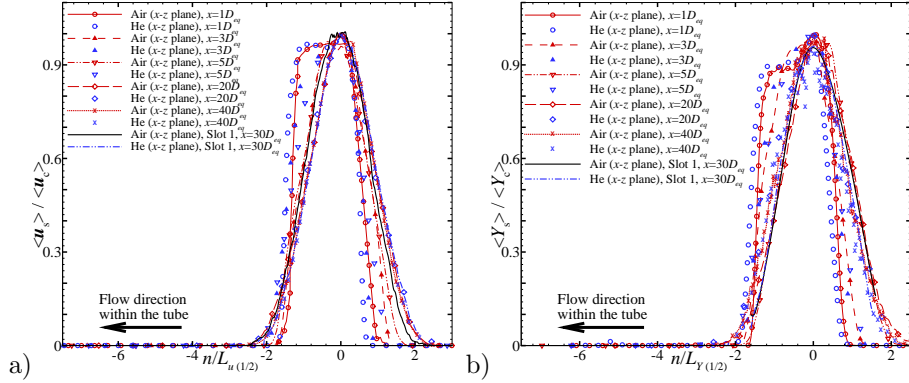 Air (x-z plane), x=1D_eq
He (x-z plane), x=1D_eq
Air (x-z plane), x=3D_eq
He (x-z plane), x=3D_eq
Air (x-z plane), x=5D_eq
He (x-z plane), x=5D_eq
Air (x-z plane), x=20D_eq
He (x-z plane), x=20D_eq
Air (x-z plane), x=40D_eq
He (x-z plane), x=40D_eq
Air (x-z plane), Slot 1, x=30D_eq
He (x-z plane), Slot 1, x=30D_eq
0.9
0.6
0.3
0
<u_s> / <u_c>
Flow direction
within the tube
-6 -4 -2 0 2
n/L_u (1/2)
a)
Air (x-z plane), x=1D_eq
He (x-z plane), x=1D_eq
Air (x-z plane), x=3D_eq
He (x-z plane), x=3D_eq
Air (x-z plane), x=5D_eq
He (x-z plane), x=5D_eq
Air (x-z plane), x=20D_eq
He (x-z plane), x=20D_eq
Air (x-z plane), x=40D_eq
He (x-z plane), x=40D_eq
Air (x-z plane), Slot 1, x=30D_eq
He (x-z plane), Slot 1, x=30D_eq
0.9
0.6
0.3
0
<Y_s> / <Y_c>
Flow direction
within the tube
-6 -4 -2 0 2
n/L_Y (1/2)
b)